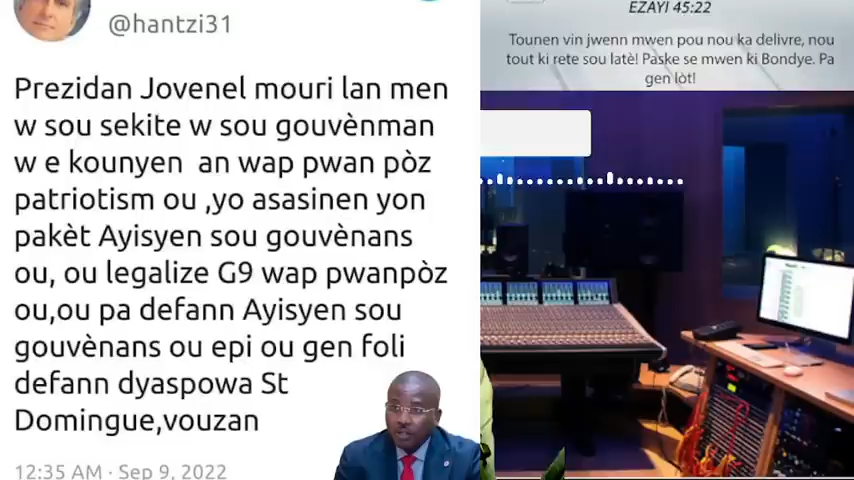 @hantzi31
Prezidan Jovenel mouri lan men
w sou sekite w sou gouvènman
w e kounyen an wap pwan pòz
patriotism ou ,yo asasinen yon
pakèt Ayisyen sou gouvènans
ou, ou legalize G9 wap pwanpòz
ou,ou pa defann Ayisyen sou
gouvènans ou epi ou gen foli
defann dyaspowa St
Domingue,vouzan
12:35 AM · Sep 9, 2022
EZAYI 45:22
Tounen vin jwenn mwen pou nou ka delivre, nou
tout ki rete sou latè! Paske se mwen ki Bondye. Pa
gen lòt!